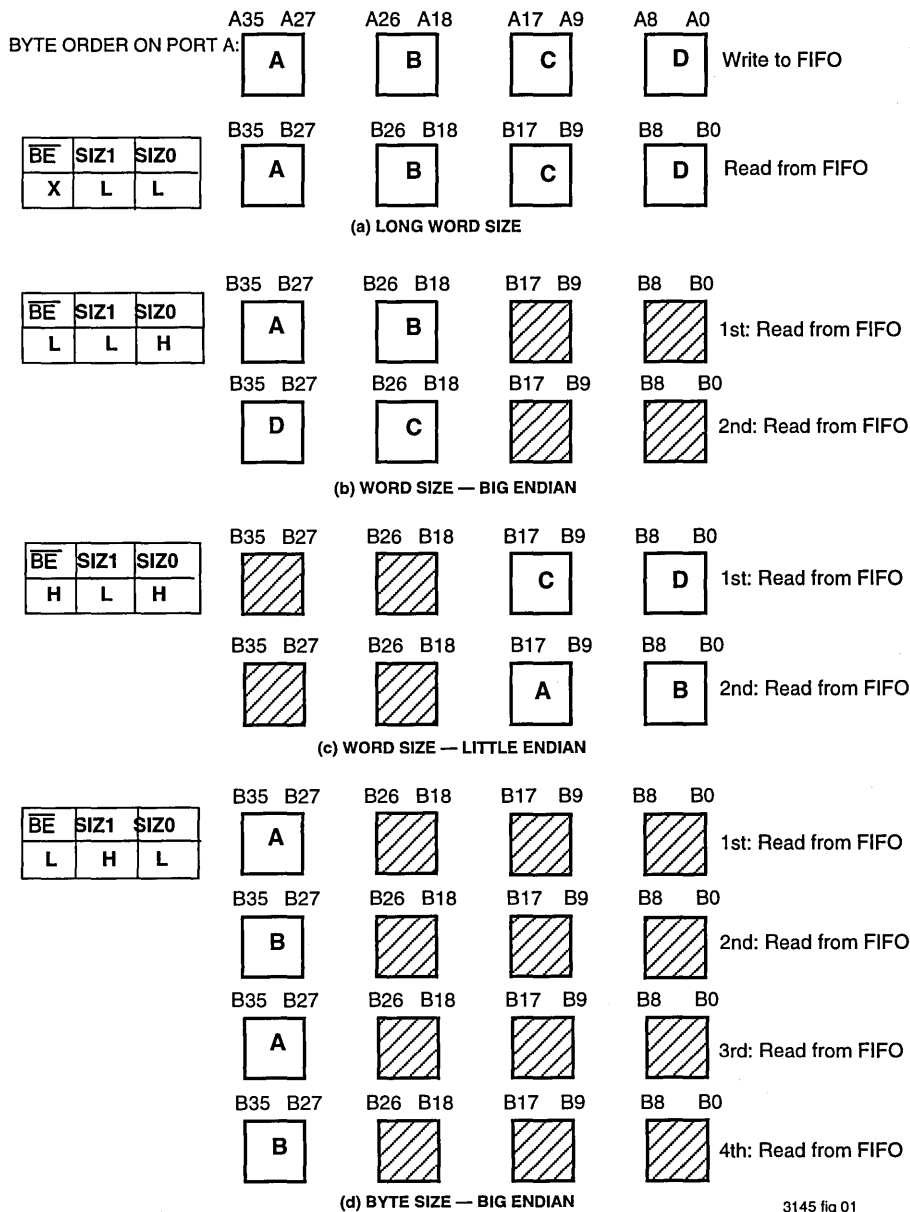 A35 A27 A26 A18 A17 A9 A8 A0
BYTE ORDER ON PORT A:
A B C D Write to FIFO
B35 B27 B26 B18 B17 B9 B8 B0
BE SIZ1 SIZ0
X L L
A B C D Read from FIFO
(a) LONG WORD SIZE
B35 B27 B26 B18 B17 B9 B8 B0
BE SIZ1 SIZ0
L L H
A B 1st: Read from FIFO
B35 B27 B26 B18 B17 B9 B8 B0
D C 2nd: Read from FIFO
(b) WORD SIZE — BIG ENDIAN
B35 B27 B26 B18 B17 B9 B8 B0
BE SIZ1 SIZ0
H L H
C D 1st: Read from FIFO
B35 B27 B26 B18 B17 B9 B8 B0
A B 2nd: Read from FIFO
(c) WORD SIZE — LITTLE ENDIAN
B35 B27 B26 B18 B17 B9 B8 B0
BE SIZ1 SIZ0
L H L
A 1st: Read from FIFO
B35 B27 B26 B18 B17 B9 B8 B0
B 2nd: Read from FIFO
B35 B27 B26 B18 B17 B9 B8 B0
A 3rd: Read from FIFO
B35 B27 B26 B18 B17 B9 B8 B0
B 4th: Read from FIFO
(d) BYTE SIZE — BIG ENDIAN
3145 fig 01